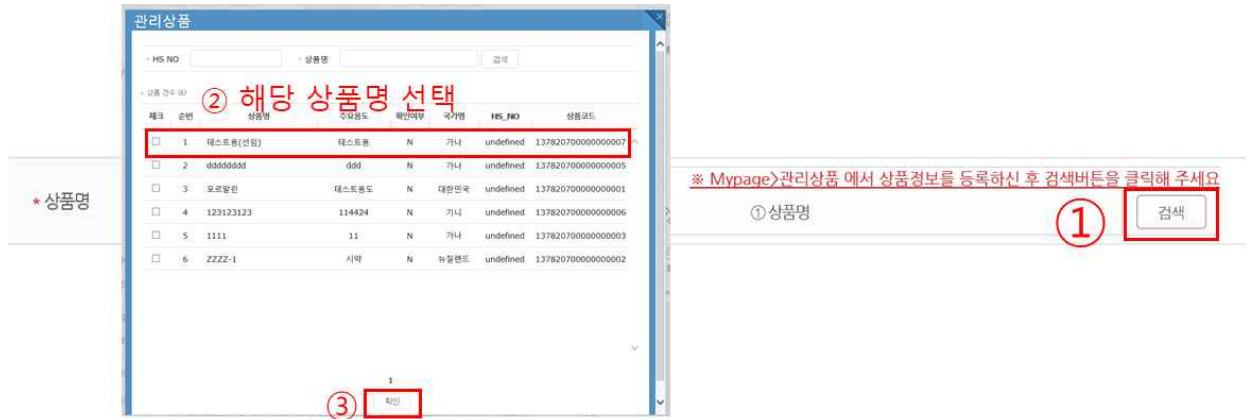 관리상품
· HS NO
· 상품명
검색
· 상품 건수 (6)
② 해당 상품명 선택
체크 순번 상품명 주요용도 확인여부 국가명 HS_NO 상품코드
1 테스트용(선임) 테스트용 N 가나 undefined 137820700000000007
2 dddddddd ddd N 가나 undefined 137820700000000005
3 포르말린 테스트용도 N 대한민국 undefined 137820700000000001
4 123123123 114424 N 기니 undefined 137820700000000006
5 1111 11 N 가나 undefined 137820700000000003
6 ZZZZ-1 시약 N 뉴질랜드 undefined 137820700000000002
1
③ 확인
* 상품명
※ Mypage>관리상품 에서 상품정보를 등록하신 후 검색버튼을 클릭해 주세요
① 상품명
① 검색